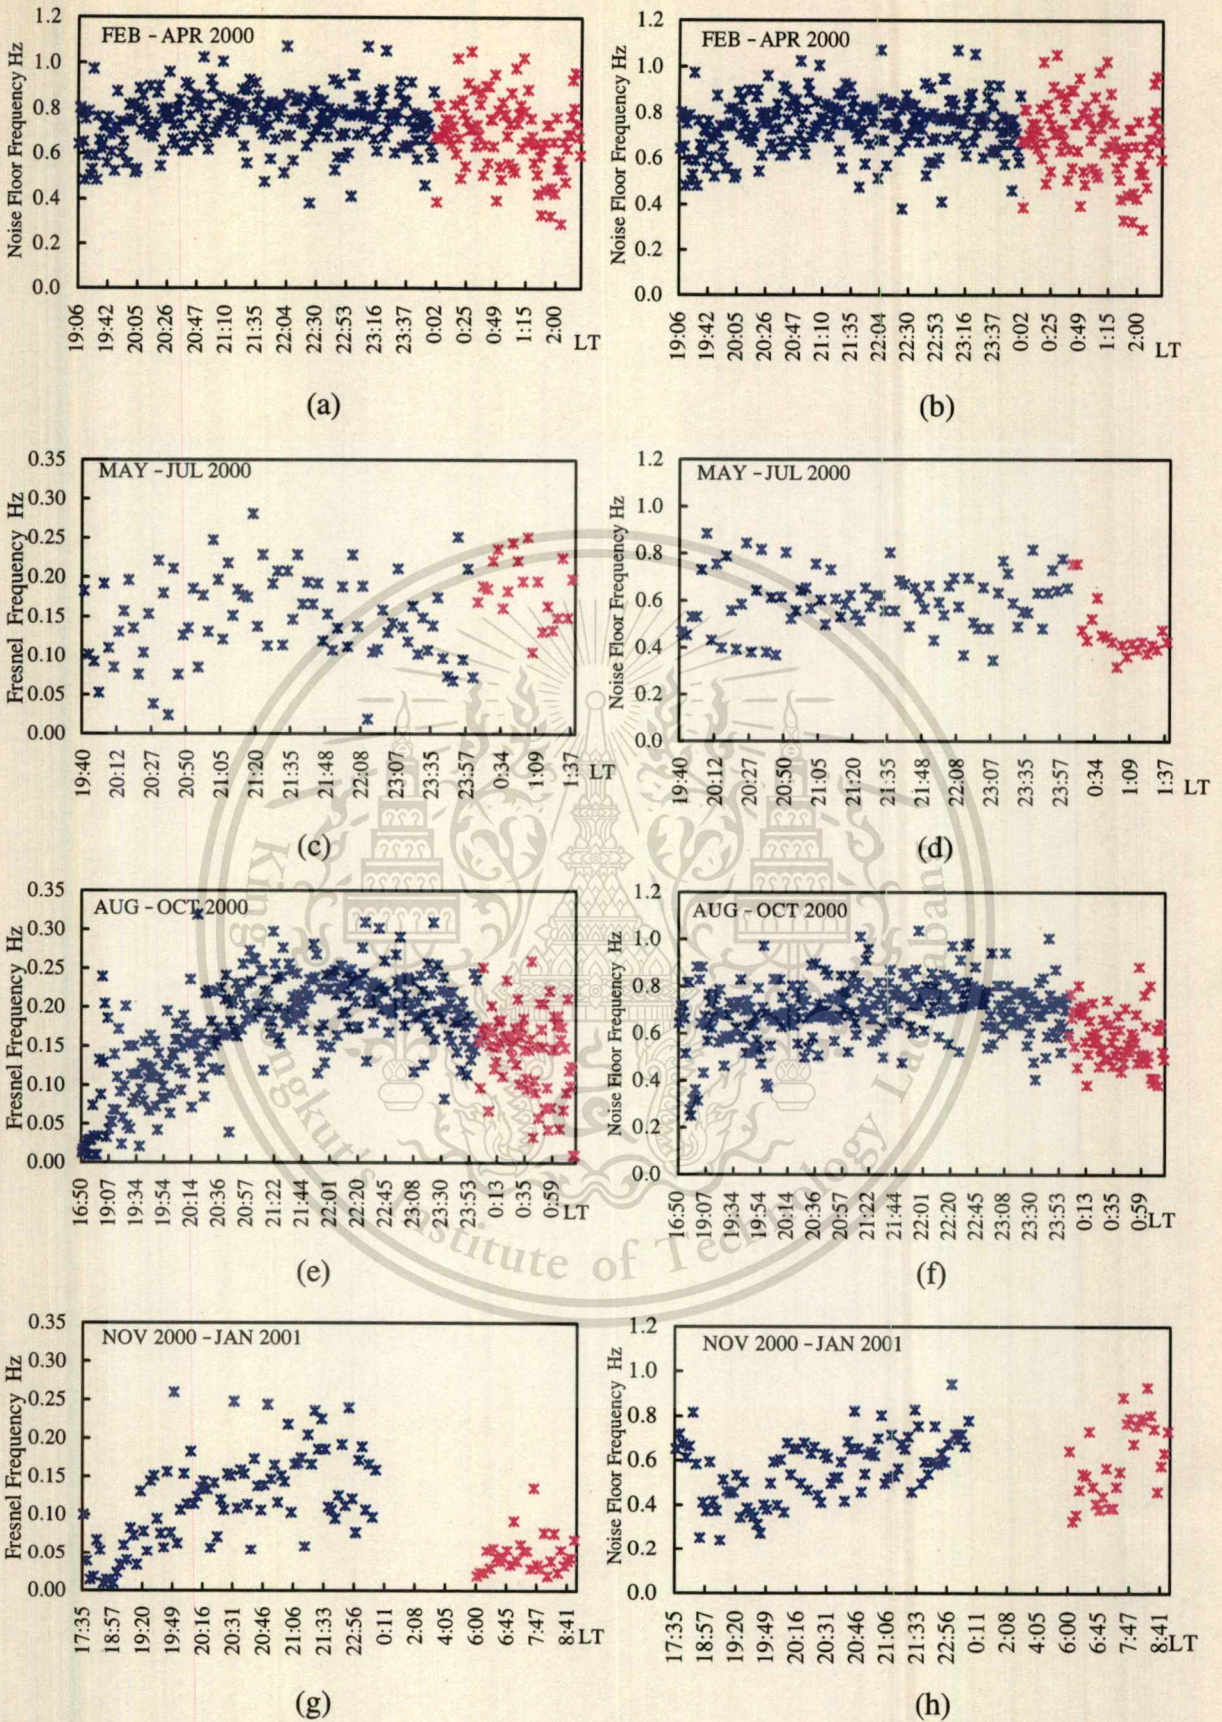 Noise Floor Frequency Hz
1.2
1.0
0.8
0.6
0.4
0.2
0.0
FEB - APR 2000
19:06 19:42 20:05 20:26 20:47 21:10 21:35 22:04 22:30 22:53 23:16 23:37 0:02 0:25 0:49 1:15 2:00 LT
(a)
Noise Floor Frequency Hz
1.2
1.0
0.8
0.6
0.4
0.2
0.0
FEB - APR 2000
19:06 19:42 20:05 20:26 20:47 21:10 21:35 22:04 22:30 22:53 23:16 23:37 0:02 0:25 0:49 1:15 2:00 LT
(b)
Fresnel Frequency Hz
0.35
0.30
0.25
0.20
0.15
0.10
0.05
0.00
MAY - JUL 2000
19:40 20:12 20:27 20:50 21:05 21:20 21:35 21:48 22:08 23:07 23:35 23:57 0:34 1:09 1:37 LT
(c)
Noise Floor Frequency Hz
1.2
1.0
0.8
0.6
0.4
0.2
0.0
MAY - JUL 2000
19:40 20:12 20:27 20:50 21:05 21:20 21:35 21:48 22:08 23:07 23:35 23:57 0:34 1:09 1:37 LT
(d)
Fresnel Frequency Hz
0.35
0.30
0.25
0.20
0.15
0.10
0.05
0.00
AUG - OCT 2000
16:50 19:07 19:34 19:54 20:14 20:36 20:57 21:22 21:44 22:01 22:20 22:45 23:08 23:30 23:53 0:13 0:35 0:59 LT
(e)
Noise Floor Frequency Hz
1.2
1.0
0.8
0.6
0.4
0.2
0.0
AUG - OCT 2000
16:50 19:07 19:34 19:54 20:14 20:36 20:57 21:22 21:44 22:01 22:20 22:45 23:08 23:30 23:53 0:13 0:35 0:59 LT
(f)
King Mongkut's Institute of Technology Ladkrabang
Fresnel Frequency Hz
0.35
0.30
0.25
0.20
0.15
0.10
0.05
0.00
NOV 2000 - JAN 2001
17:35 18:57 19:20 19:49 20:16 20:31 20:46 21:06 21:33 22:56 0:11 2:08 4:05 6:00 6:45 7:47 8:41 LT
(g)
Noise Floor Frequency Hz
1.2
1.0
0.8
0.6
0.4
0.2
0.0
NOV 2000 - JAN 2001
17:35 18:57 19:20 19:49 20:16 20:31 20:46 21:06 21:33 22:56 0:11 2:08 4:05 6:00 6:45 7:47 8:41 LT
(h)